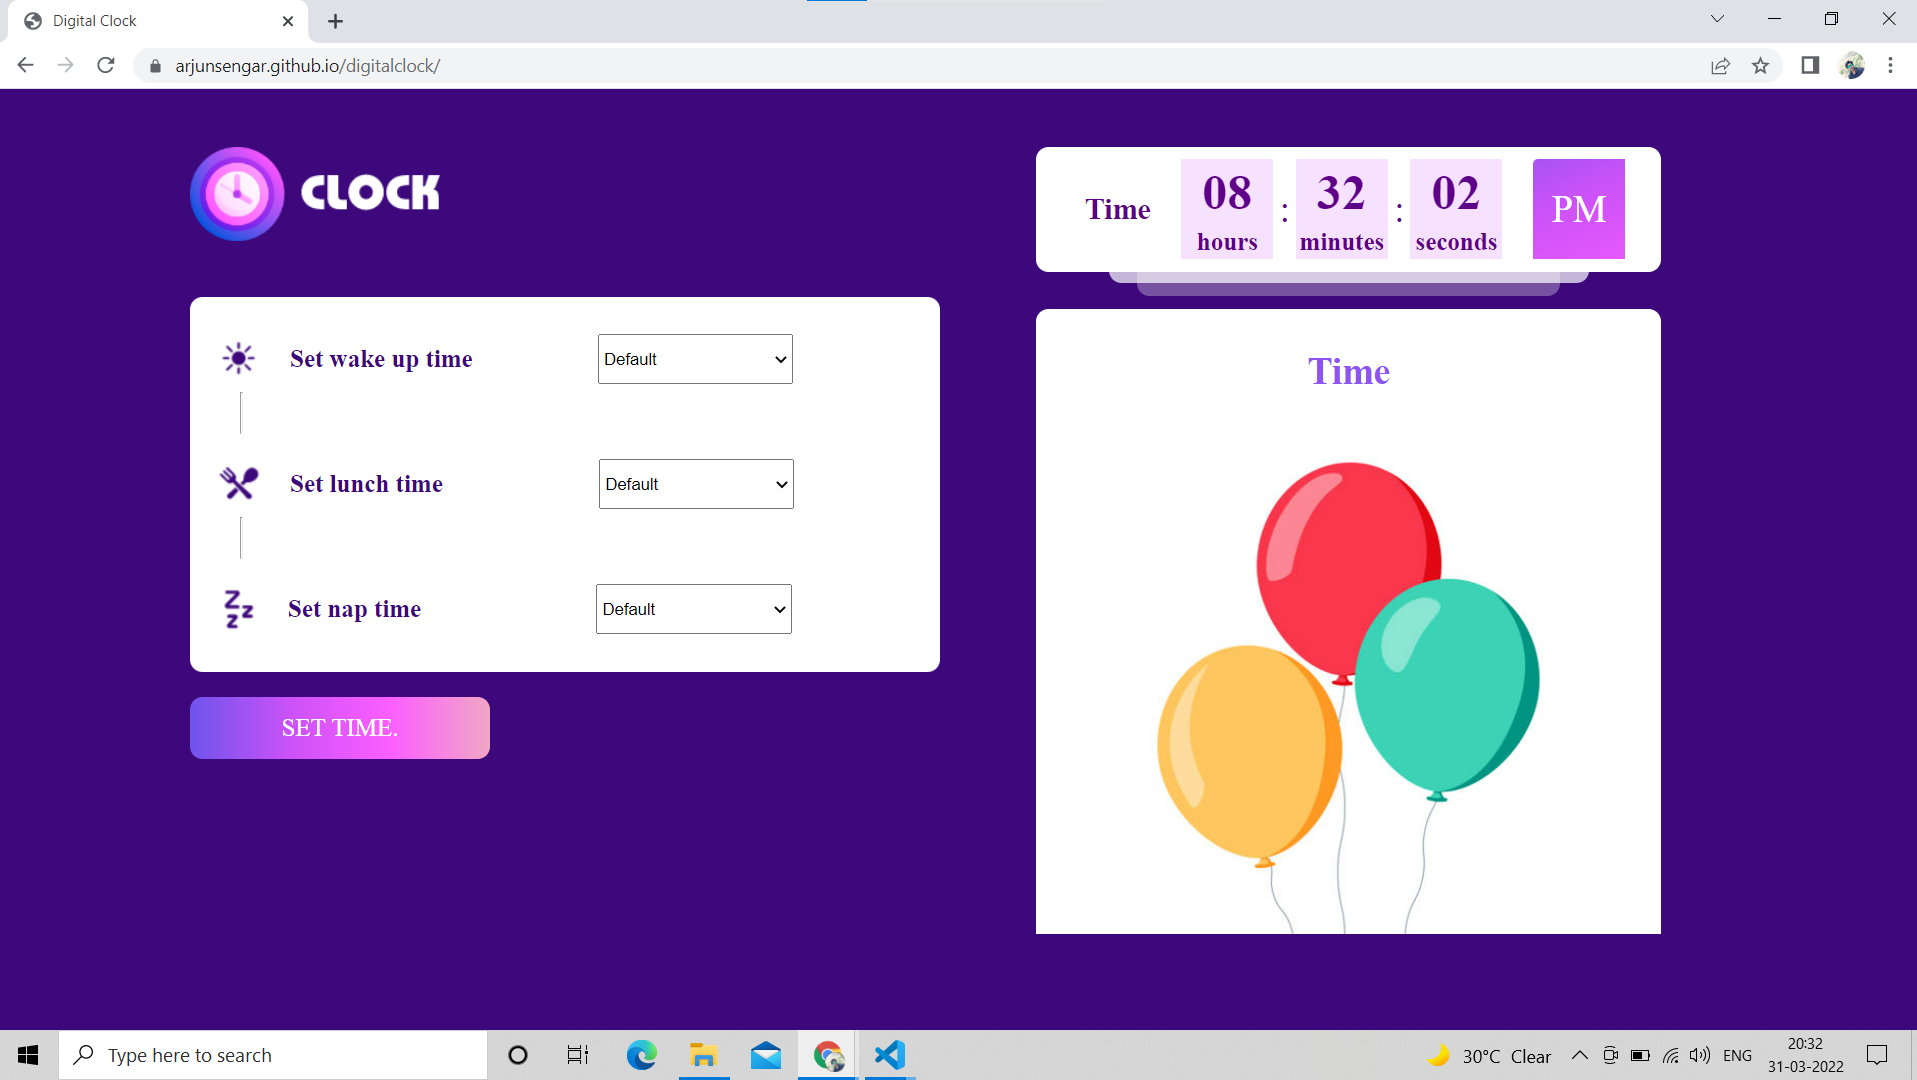 Digital Clock
arjunsengar.github.io/digitalclock/
CLOCK
Time
08 : 32 : 02
hours minutes seconds
PM
Set wake up time Default
Set lunch time Default
Z Z Z
Set nap time Default
SET TIME.
Time
Type here to search
30°C Clear
ENG
20:32
31-03-2022